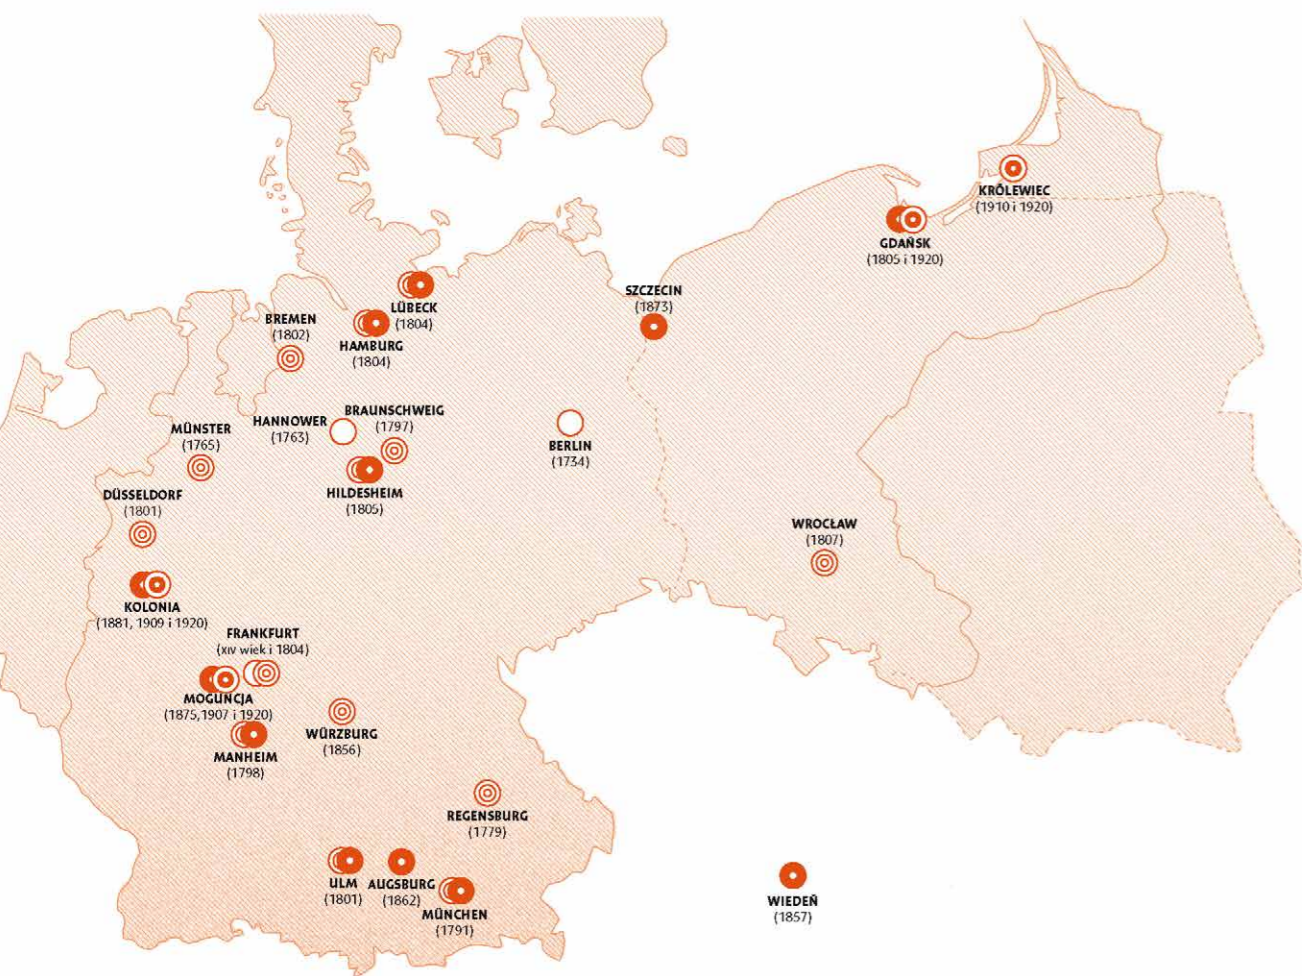 KRÓLEWIEC
(1910 i 1920)
GDAŃSK
(1805 i 1920)
SZCZECIN
(1873)
LÜBECK
(1804)
BREMEN
(1802)
HAMBURG
(1804)
BRAUNSCHWEIG
(1797)
HANNOWER
(1763)
MÜNSTER
(1765)
BERLIN
(1734)
HILDESHEIM
(1805)
DÜSSELDORF
(1801)
WROCŁAW
(1807)
KOLONIA
(1881, 1909 i 1920)
FRANKFURT
(XIV wiek i 1804)
MOGUNCJA
(1875,1907 i 1920)
WÜRZBURG
(1856)
MANHEIM
(1798)
REGENSBURG
(1779)
ULM
(1801)
AUGSBURG
(1862)
MÜNCHEN
(1791)
WIEDEŃ
(1857)